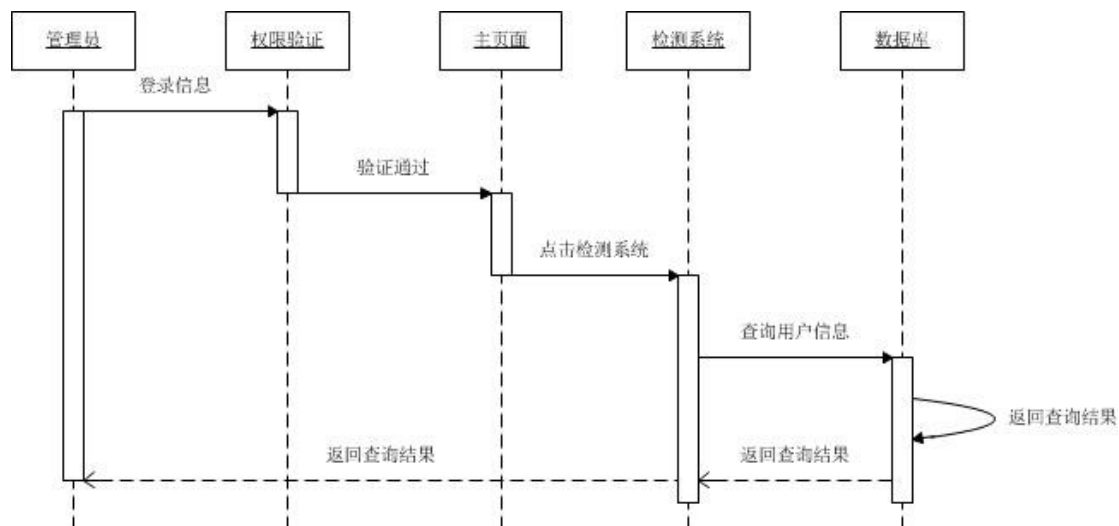 管理员
权限验证
主页面
检测系统
数据库
登录信息
验证通过
点击检测系统
查询用户信息
返回查询结果
返回查询结果
返回查询结果